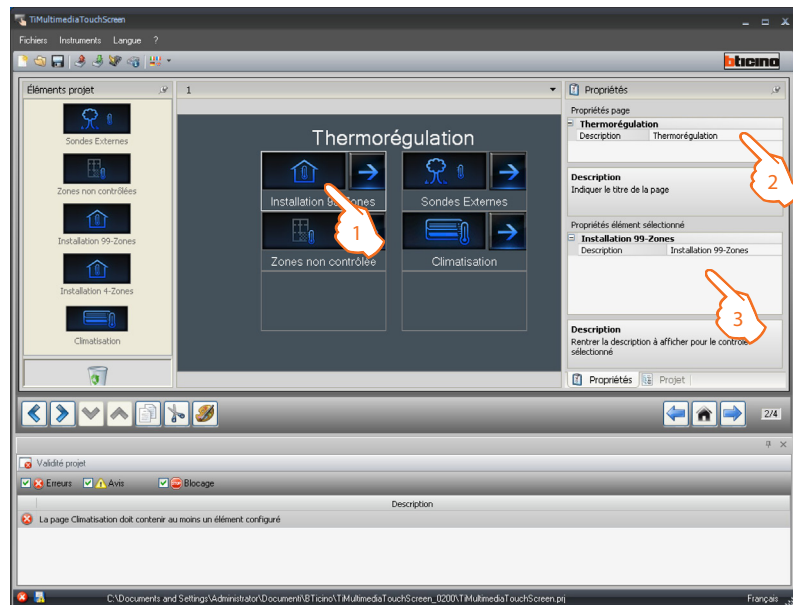 TiMultimediaTouchScreen
Fichiers Instruments Langue ?
bticino
Éléments projet
Sondes Externes
Zones non contrôlées
Installation 99-Zones
Installation 4-Zones
Climatisation
1
Thermorégulation
Installation 99-Zones
Sondes Externes
Zones non contrôlée
Climatisation
1
Propriétés
Propriétés page
Thermorégulation
Description Thermorégulation
Description
Indiquer le titre de la page
2
Propriétés élément sélectionné
Installation 99-Zones
Description Installation 99-Zones
3
Description
Rentrer la description à afficher pour le contrôle
sélectionné
Propriétés Projet
2/4
Validité projet
Erreurs Avis Blocage
Description
La page Climatisation doit contenir au moins un élément configuré
C:\Documents and Settings\Administrator\Documenti\BTicino\TiMultimediaTouchScreen_0200\TiMultimediaTouchScreen.prj
Français